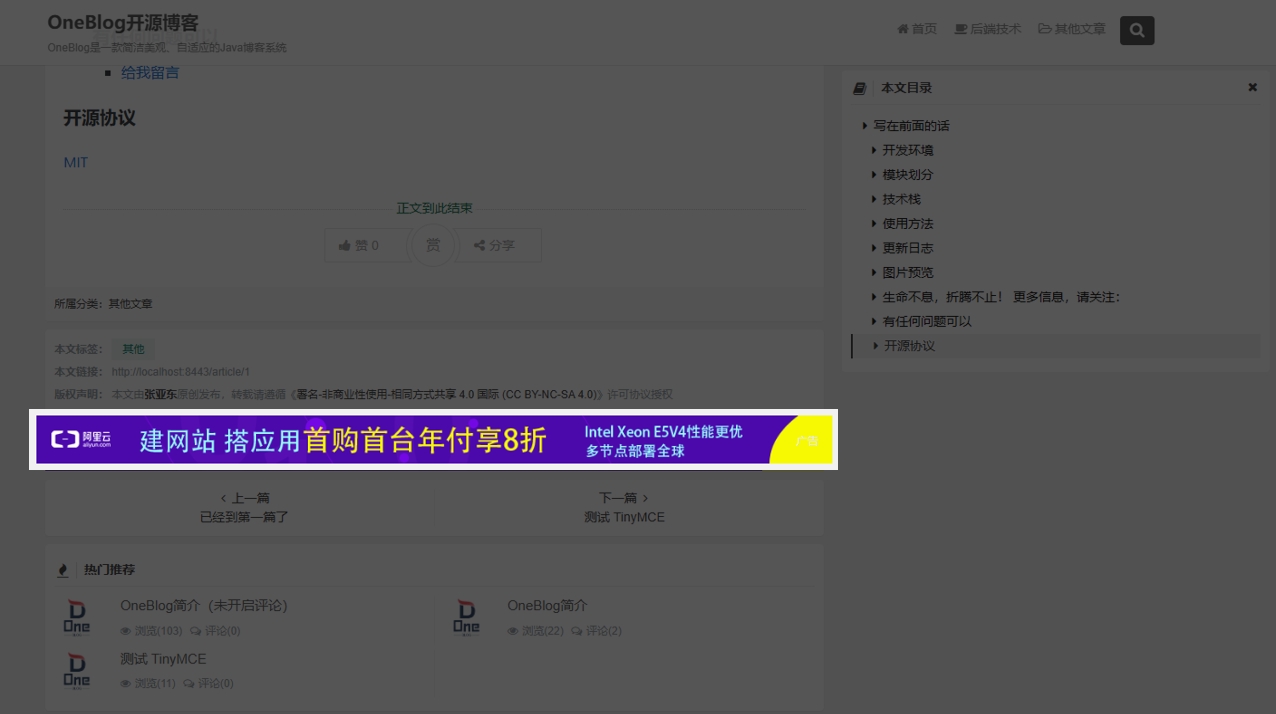 OneBlog开源博客
OneBlog是一款简洁美观、自适应的Java博客系统
首页 后端技术 其他文章
给我留言
开源协议
MIT
正文到此结束
赞 0 赏 分享
所属分类：其他文章
本文标签： 其他
本文链接： http://localhost:8443/article/1
版权声明： 本文由张亚东原创发布，转载请遵循《署名-非商业性使用-相同方式共享 4.0 国际 (CC BY-NC-SA 4.0)》许可协议授权
阿里云
aliyun.com
建网站 搭应用首购首台年付享8折
Intel Xeon E5V4性能更优
多节点部署全球
广告
上一篇
已经到第一篇了
下一篇
测试 TinyMCE
热门推荐
OneBlog简介（未开启评论）
浏览(103) 评论(0)
OneBlog简介
浏览(22) 评论(2)
测试 TinyMCE
浏览(11) 评论(0)
D
One
D
One
D
One
本文目录
写在前面的话
开发环境
模块划分
技术栈
使用方法
更新日志
图片预览
生命不息，折腾不止！ 更多信息，请关注：
有任何问题可以
开源协议